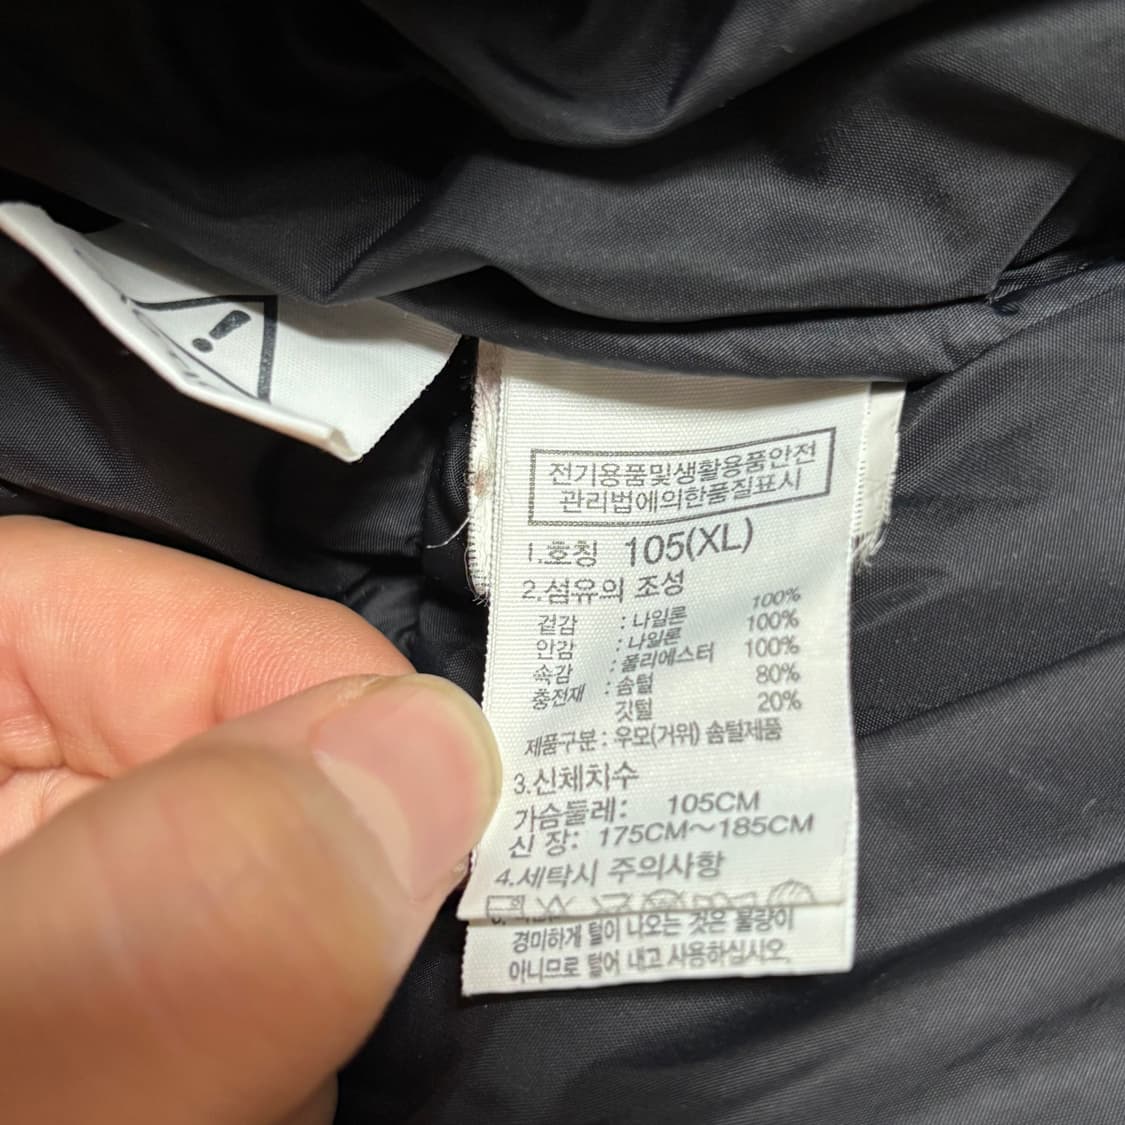 전기용품및생활용품안전
관리법에의한품질표시
1.호칭 105(XL)
2.섬유의 조성
겉감 : 나일론 100%
안감 : 나일론 100%
속감 : 폴리에스터 100%
충전재 : 솜털 80%
깃털 20%
제품구분 : 우모(거위) 솜털제품
3.신체치수
가슴둘레: 105CM
신 장: 175CM~185CM
4.세탁시 주의사항
경미하게 털이 나오는 것은 불량이
아니므로 털어 내고 사용하십시오.